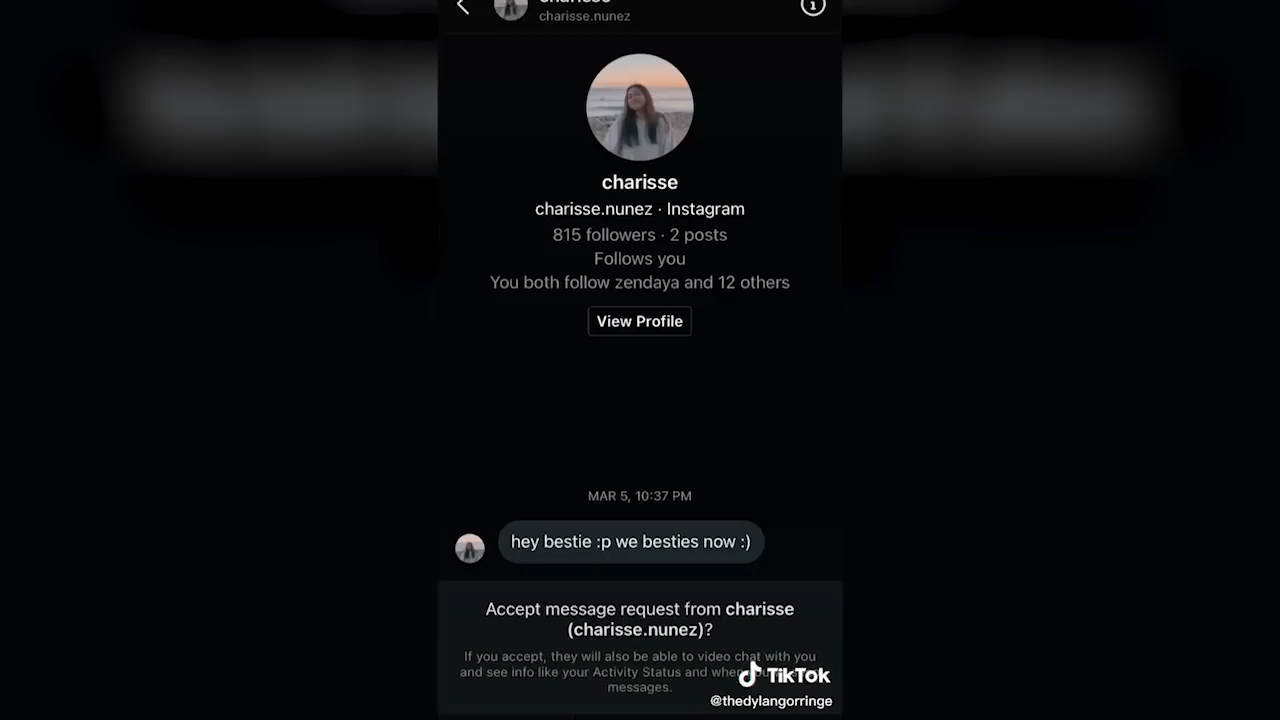 charisse
charisse.nunez
charisse
charisse.nunez · Instagram
815 followers · 2 posts
Follows you
You both follow zendaya and 12 others
View Profile
MAR 5, 10:37 PM
hey bestie :p we besties now :)
Accept message request from charisse
(charisse.nunez)?
If you accept, they will also be able to video chat with you
and see info like your Activity Status and when
messages.
TikTok
@thedylangorringe